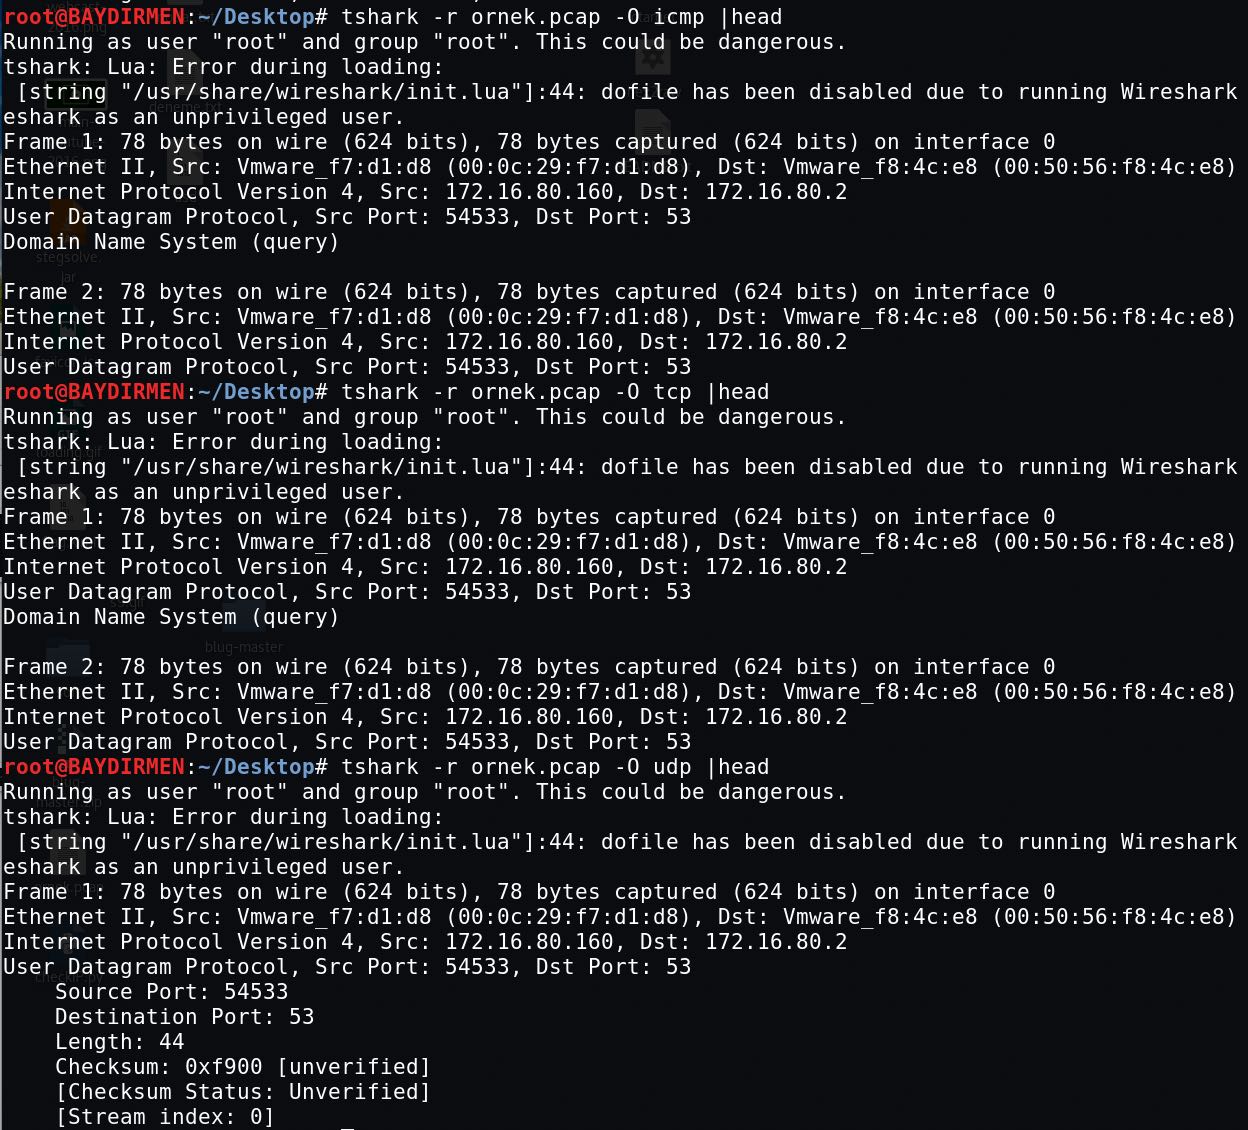 root@BAYDIRMEN:~/Desktop# tshark -r ornek.pcap -O icmp |head
Running as user "root" and group "root". This could be dangerous.
tshark: Lua: Error during loading:
 [string "/usr/share/wireshark/init.lua"]:44: dofile has been disabled due to running Wireshark
eshark as an unprivileged user.
Frame 1: 78 bytes on wire (624 bits), 78 bytes captured (624 bits) on interface 0
Ethernet II, Src: Vmware_f7:d1:d8 (00:0c:29:f7:d1:d8), Dst: Vmware_f8:4c:e8 (00:50:56:f8:4c:e8)
Internet Protocol Version 4, Src: 172.16.80.160, Dst: 172.16.80.2
User Datagram Protocol, Src Port: 54533, Dst Port: 53
Domain Name System (query)

Frame 2: 78 bytes on wire (624 bits), 78 bytes captured (624 bits) on interface 0
Ethernet II, Src: Vmware_f7:d1:d8 (00:0c:29:f7:d1:d8), Dst: Vmware_f8:4c:e8 (00:50:56:f8:4c:e8)
Internet Protocol Version 4, Src: 172.16.80.160, Dst: 172.16.80.2
User Datagram Protocol, Src Port: 54533, Dst Port: 53
root@BAYDIRMEN:~/Desktop# tshark -r ornek.pcap -O tcp |head
Running as user "root" and group "root". This could be dangerous.
tshark: Lua: Error during loading:
 [string "/usr/share/wireshark/init.lua"]:44: dofile has been disabled due to running Wireshark
eshark as an unprivileged user.
Frame 1: 78 bytes on wire (624 bits), 78 bytes captured (624 bits) on interface 0
Ethernet II, Src: Vmware_f7:d1:d8 (00:0c:29:f7:d1:d8), Dst: Vmware_f8:4c:e8 (00:50:56:f8:4c:e8)
Internet Protocol Version 4, Src: 172.16.80.160, Dst: 172.16.80.2
User Datagram Protocol, Src Port: 54533, Dst Port: 53
Domain Name System (query)
blug-master

Frame 2: 78 bytes on wire (624 bits), 78 bytes captured (624 bits) on interface 0
Ethernet II, Src: Vmware_f7:d1:d8 (00:0c:29:f7:d1:d8), Dst: Vmware_f8:4c:e8 (00:50:56:f8:4c:e8)
Internet Protocol Version 4, Src: 172.16.80.160, Dst: 172.16.80.2
User Datagram Protocol, Src Port: 54533, Dst Port: 53
root@BAYDIRMEN:~/Desktop# tshark -r ornek.pcap -O udp |head
Running as user "root" and group "root". This could be dangerous.
tshark: Lua: Error during loading:
 [string "/usr/share/wireshark/init.lua"]:44: dofile has been disabled due to running Wireshark
eshark as an unprivileged user.
Frame 1: 78 bytes on wire (624 bits), 78 bytes captured (624 bits) on interface 0
Ethernet II, Src: Vmware_f7:d1:d8 (00:0c:29:f7:d1:d8), Dst: Vmware_f8:4c:e8 (00:50:56:f8:4c:e8)
Internet Protocol Version 4, Src: 172.16.80.160, Dst: 172.16.80.2
User Datagram Protocol, Src Port: 54533, Dst Port: 53
    Source Port: 54533
    Destination Port: 53
    Length: 44
    Checksum: 0xf900 [unverified]
    [Checksum Status: Unverified]
    [Stream index: 0]
stegsolve.
jar